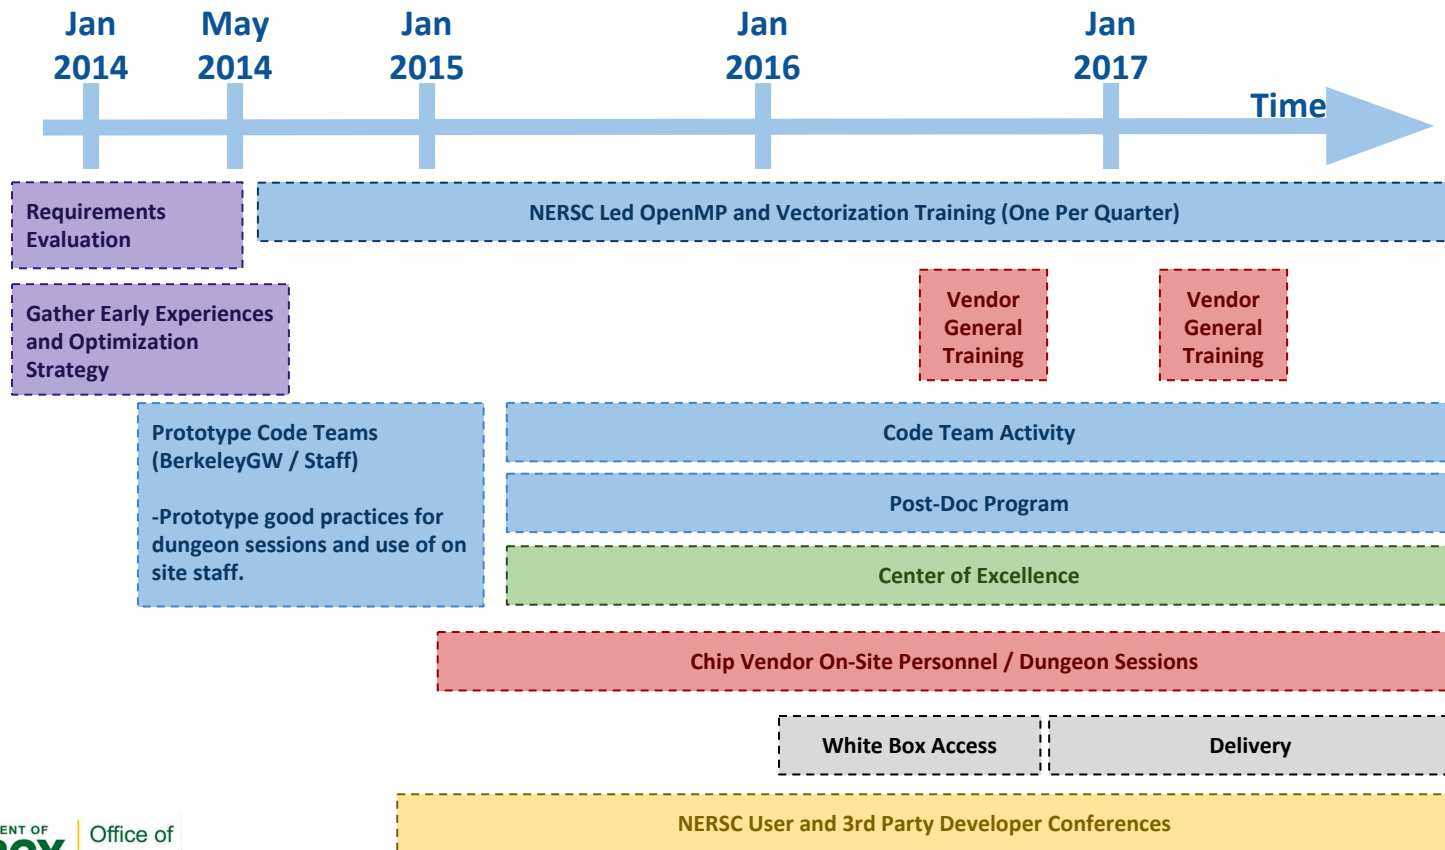 Jan May Jan Jan Jan
2014 2014 2015 2016 2017
Time
Requirements
Evaluation
NERSC Led OpenMP and Vectorization Training (One Per Quarter)
Gather Early Experiences
and Optimization
Strategy
Vendor
General
Training
Vendor
General
Training
Prototype Code Teams
(BerkeleyGW / Staff)
-Prototype good practices for
dungeon sessions and use of on
site staff.
Code Team Activity
Post-Doc Program
Center of Excellence
Chip Vendor On-Site Personnel / Dungeon Sessions
White Box Access
Delivery
NERSC User and 3rd Party Developer Conferences
Office of